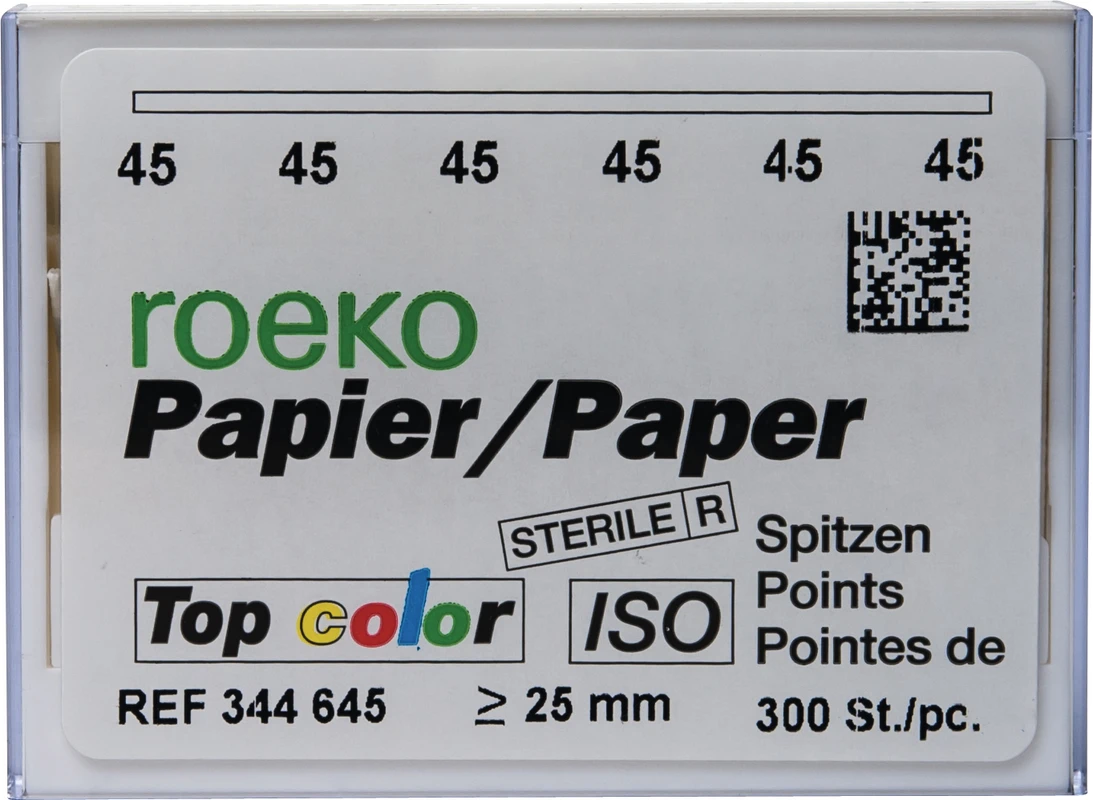 45 45 45 45 45 45
roeko
Papier/Paper
STERILE R
Spitzen
Points
Pointes de
Top color
ISO
REF 344 645
≥ 25 mm
300 St./pc.